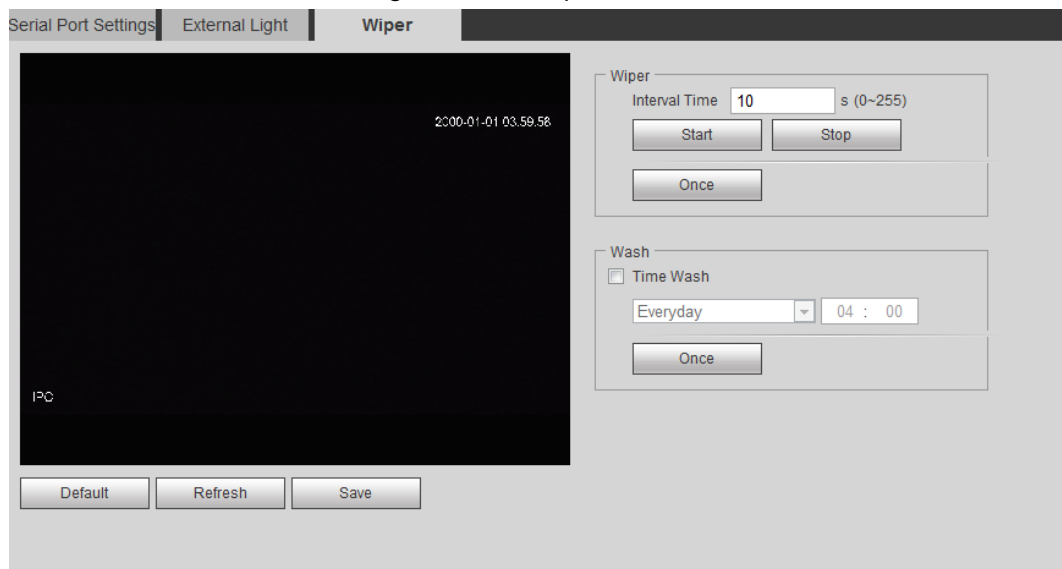 Serial Port Settings External Light Wiper
2000-01-01 03:59:58
IPC
Default Refresh Save
Wiper
Interval Time 10 s (0~255)
Start Stop
Once
Wash
Time Wash
Everyday 04 : 00
Once